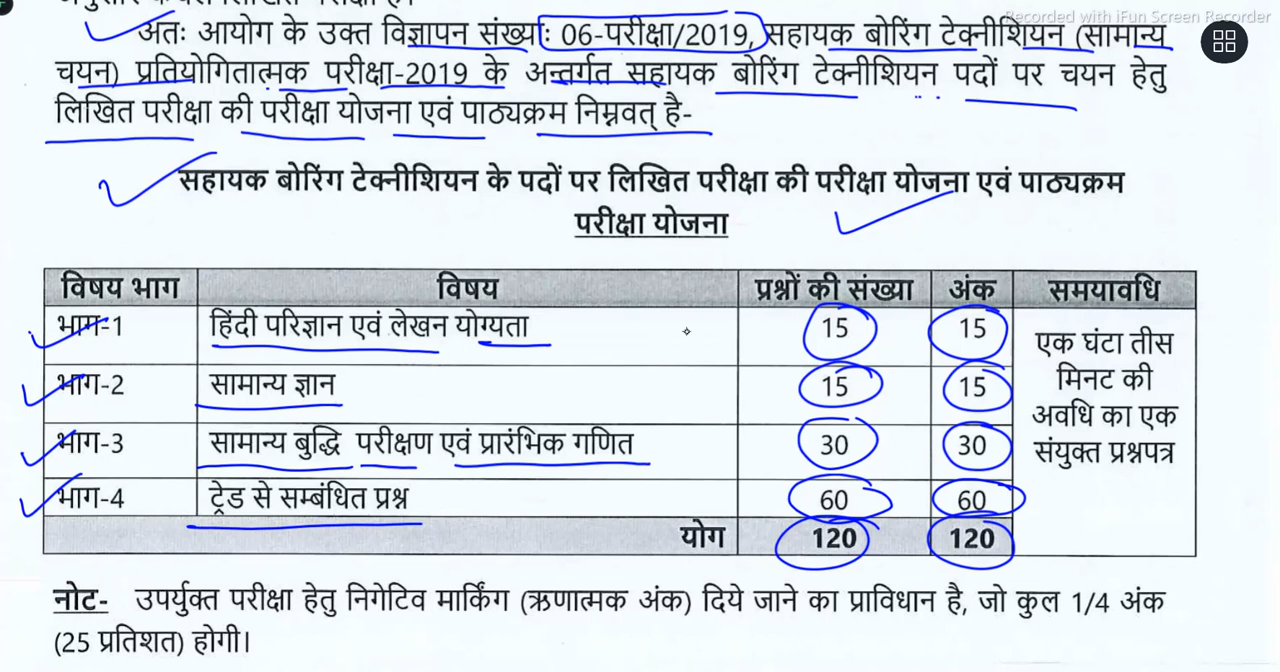 Recorded with iFun Screen Recorder
अतः आयोग के उक्त विज्ञापन संख्याः 06-परीक्षा/2019, सहायक बोरिंग टेक्नीशियन (सामान्य
चयन) प्रतियोगितात्मक परीक्षा-2019 के अन्तर्गत सहायक बोरिंग टेक्नीशियन पदों पर चयन हेतु
लिखित परीक्षा की परीक्षा योजना एवं पाठ्यक्रम निम्नवत् है-
सहायक बोरिंग टेक्नीशियन के पदों पर लिखित परीक्षा की परीक्षा योजना एवं पाठ्यक्रम
परीक्षा योजना
विषय भाग विषय प्रश्नों की संख्या अंक समयावधि
भाग-1 हिंदी परिज्ञान एवं लेखन योग्यता 15 15
भाग-2 सामान्य ज्ञान 15 15
भाग-3 सामान्य बुद्धि परीक्षण एवं प्रारंभिक गणित 30 30
भाग-4 ट्रेड से सम्बंधित प्रश्न 60 60
एक घंटा तीस
मिनट की
अवधि का एक
संयुक्त प्रश्नपत्र
योग 120 120
नोट- उपर्युक्त परीक्षा हेतु निगेटिव मार्किंग (ऋणात्मक अंक) दिये जाने का प्राविधान है, जो कुल 1/4 अंक
(25 प्रतिशत) होगी।